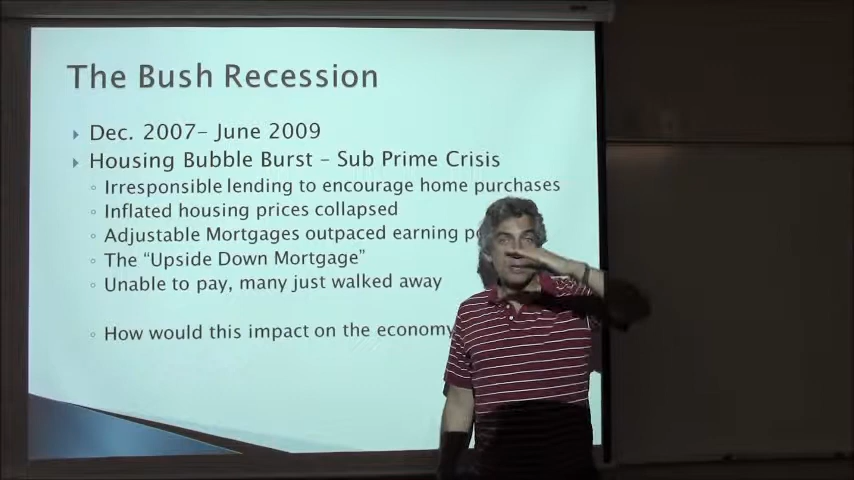 The Bush Recession
Dec. 2007- June 2009
Housing Bubble Burst – Sub Prime Crisis
Irresponsible lending to encourage home purchases
Inflated housing prices collapsed
Adjustable Mortgages outpaced earning
The “Upside Down Mortgage”
Unable to pay, many just walked away
How would this impact on the economy